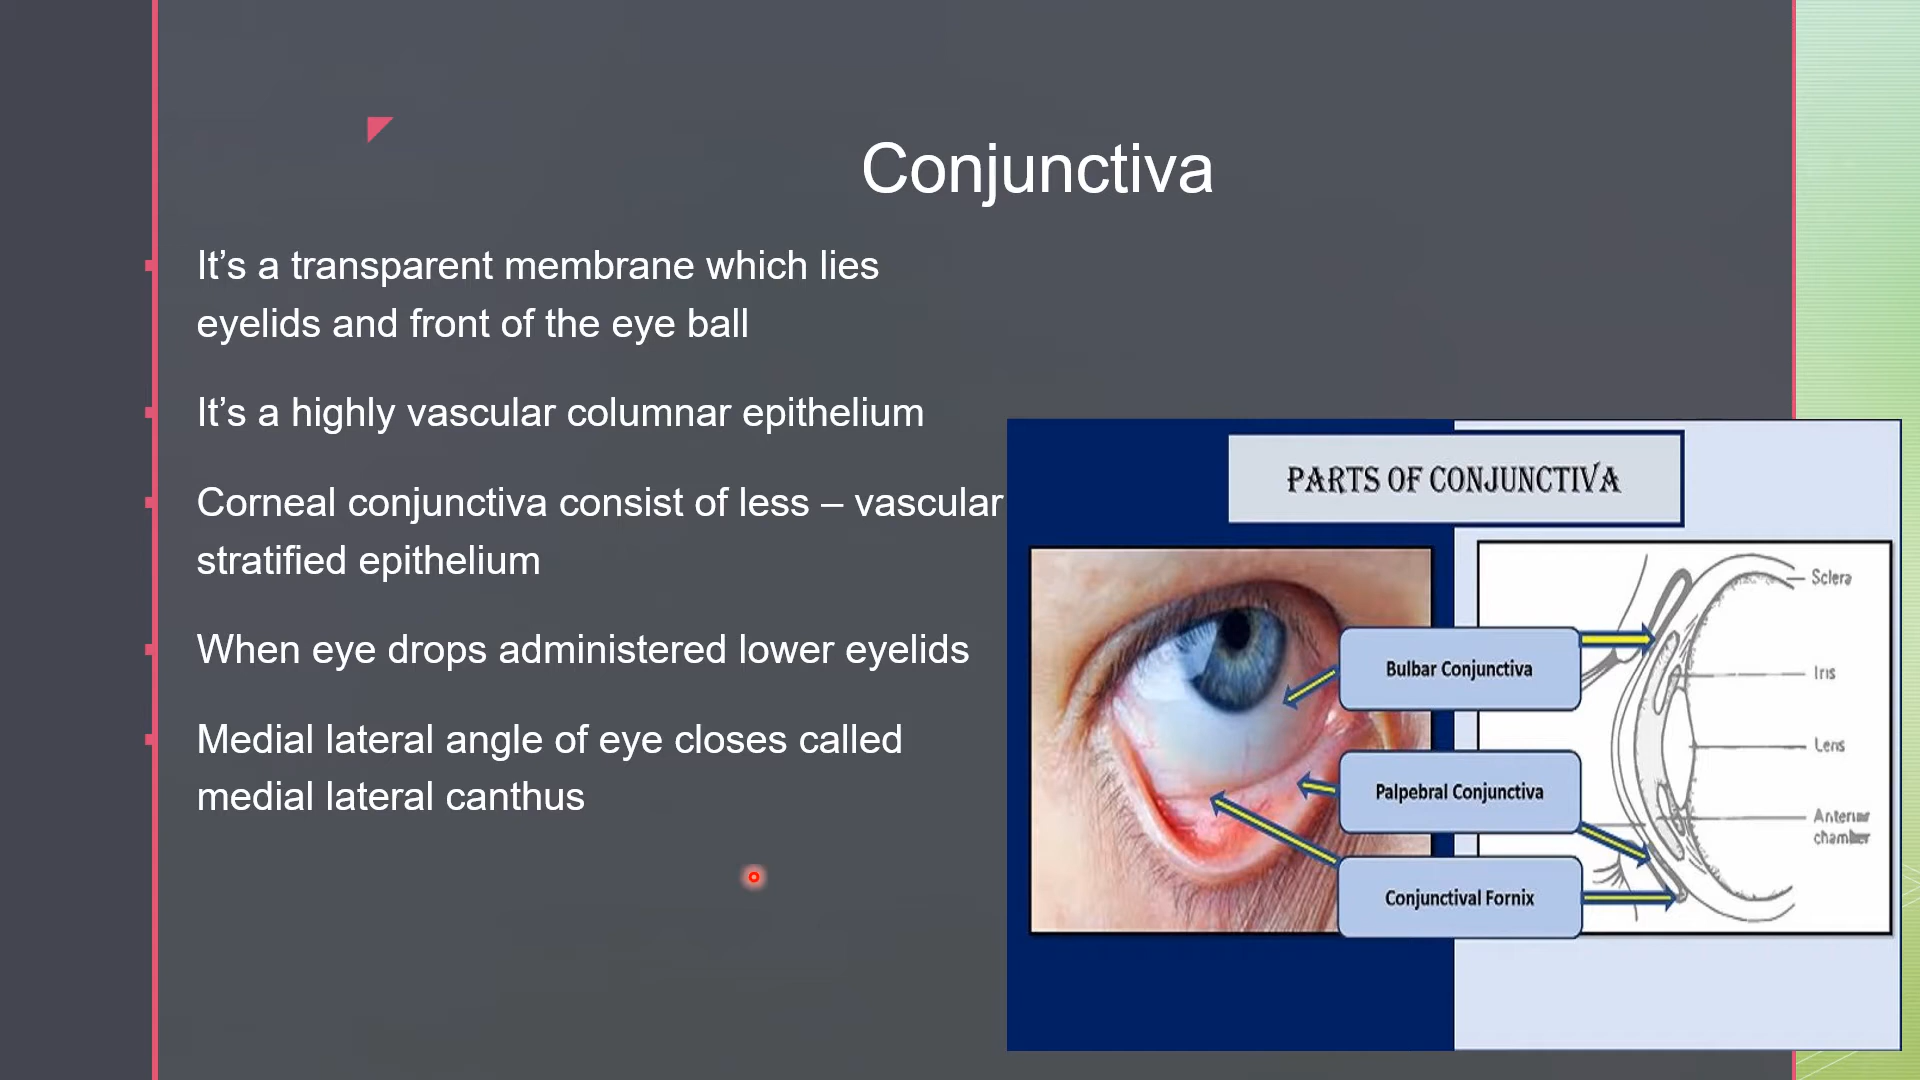 Conjunctiva
It’s a transparent membrane which lies
eyelids and front of the eye ball
It’s a highly vascular columnar epithelium
Corneal conjunctiva consist of less – vascular
stratified epithelium
When eye drops administered lower eyelids
Medial lateral angle of eye closes called
medial lateral canthus
PARTS OF CONJUNCTIVA
Bulbar Conjunctiva
Palpebral Conjunctiva
Conjunctival Fornix
Sclera
Iris
Lens
Anterior
chamber